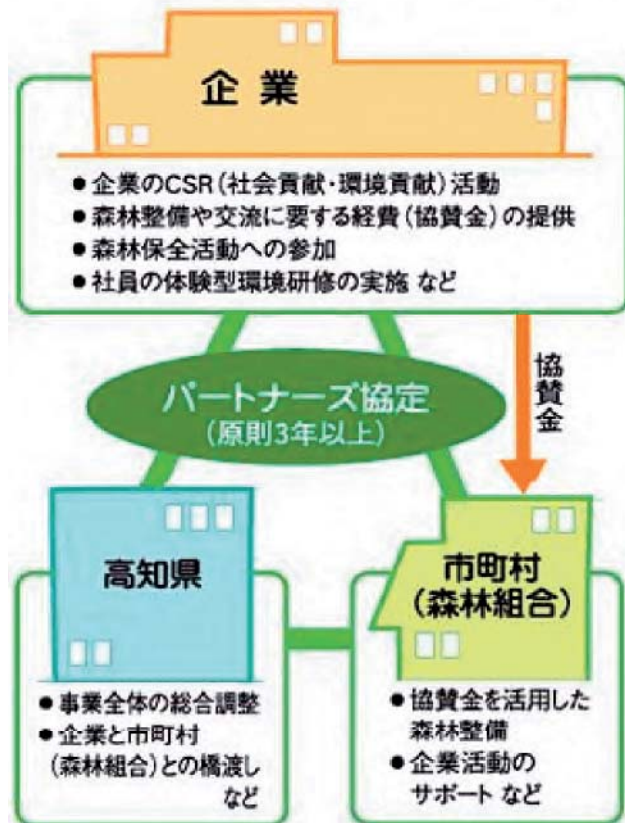 企業
●企業のCSR(社会貢献・環境貢献)活動
●森林整備や交流に要する経費(協賛金)の提供
●森林保全活動への参加
●社員の体験型環境研修の実施 など
パートナーズ協定
(原則3年以上)
協賛金
高知県
●事業全体の総合調整
●企業と市町村
(森林組合)との橋渡し
など
市町村
(森林組合)
●協賛金を活用した
森林整備
●企業活動の
サポート など